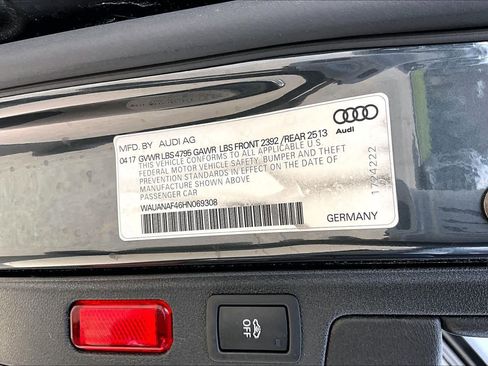 MFD. BY AUDI AG
Audi
04 17 GVWR LBS 4795 GAWR LBS FRONT 2392 / REAR 2513
THIS VEHICLE CONFORMS TO ALL APPLICABLE U.S.
FEDERAL MOTOR VEHICLE SAFETY, BUMPER AND THEFT
PREVENTION STANDARDS IN EFFECT ON THE
DATE OF MANUFACTURE SHOWN ABOVE
PASSENGER CAR
WAUANAF46HN069308
GERMANY
1724222
OFF